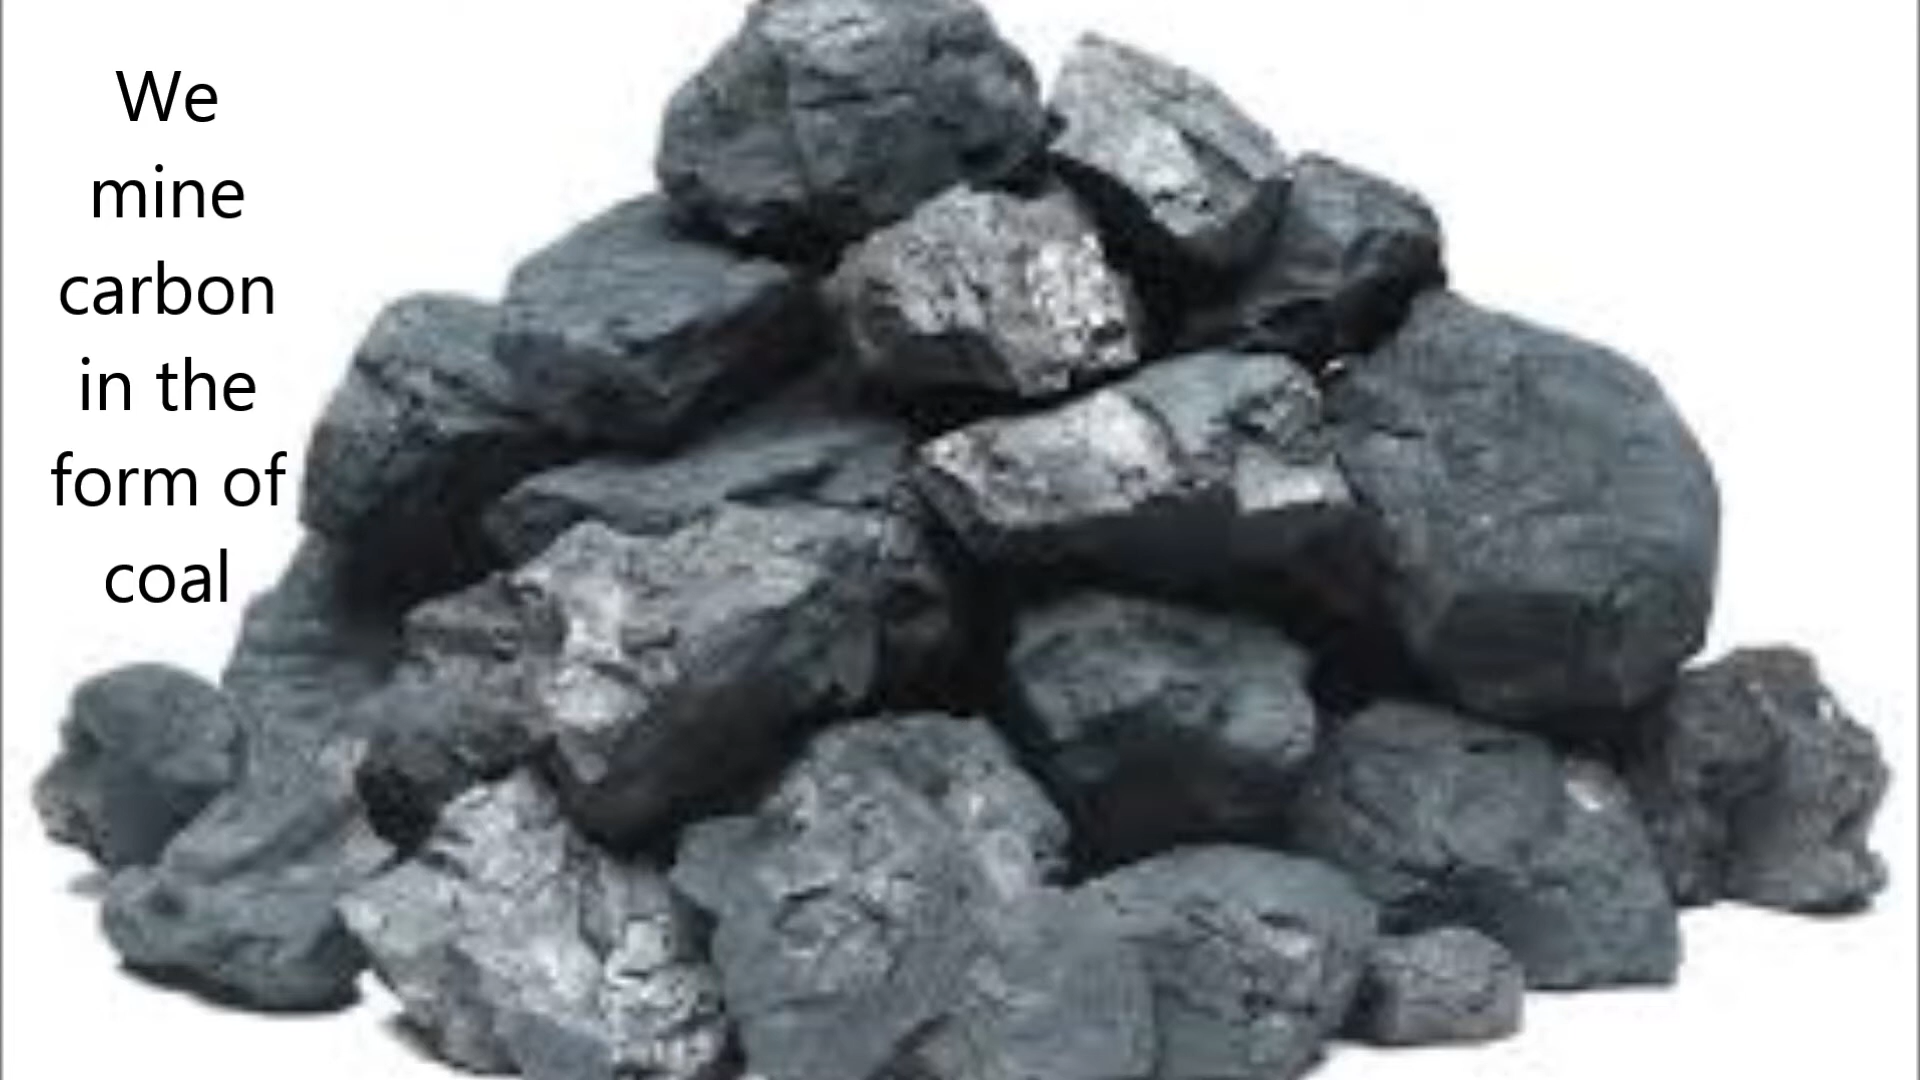 We
mine
carbon
in the
form of
coal